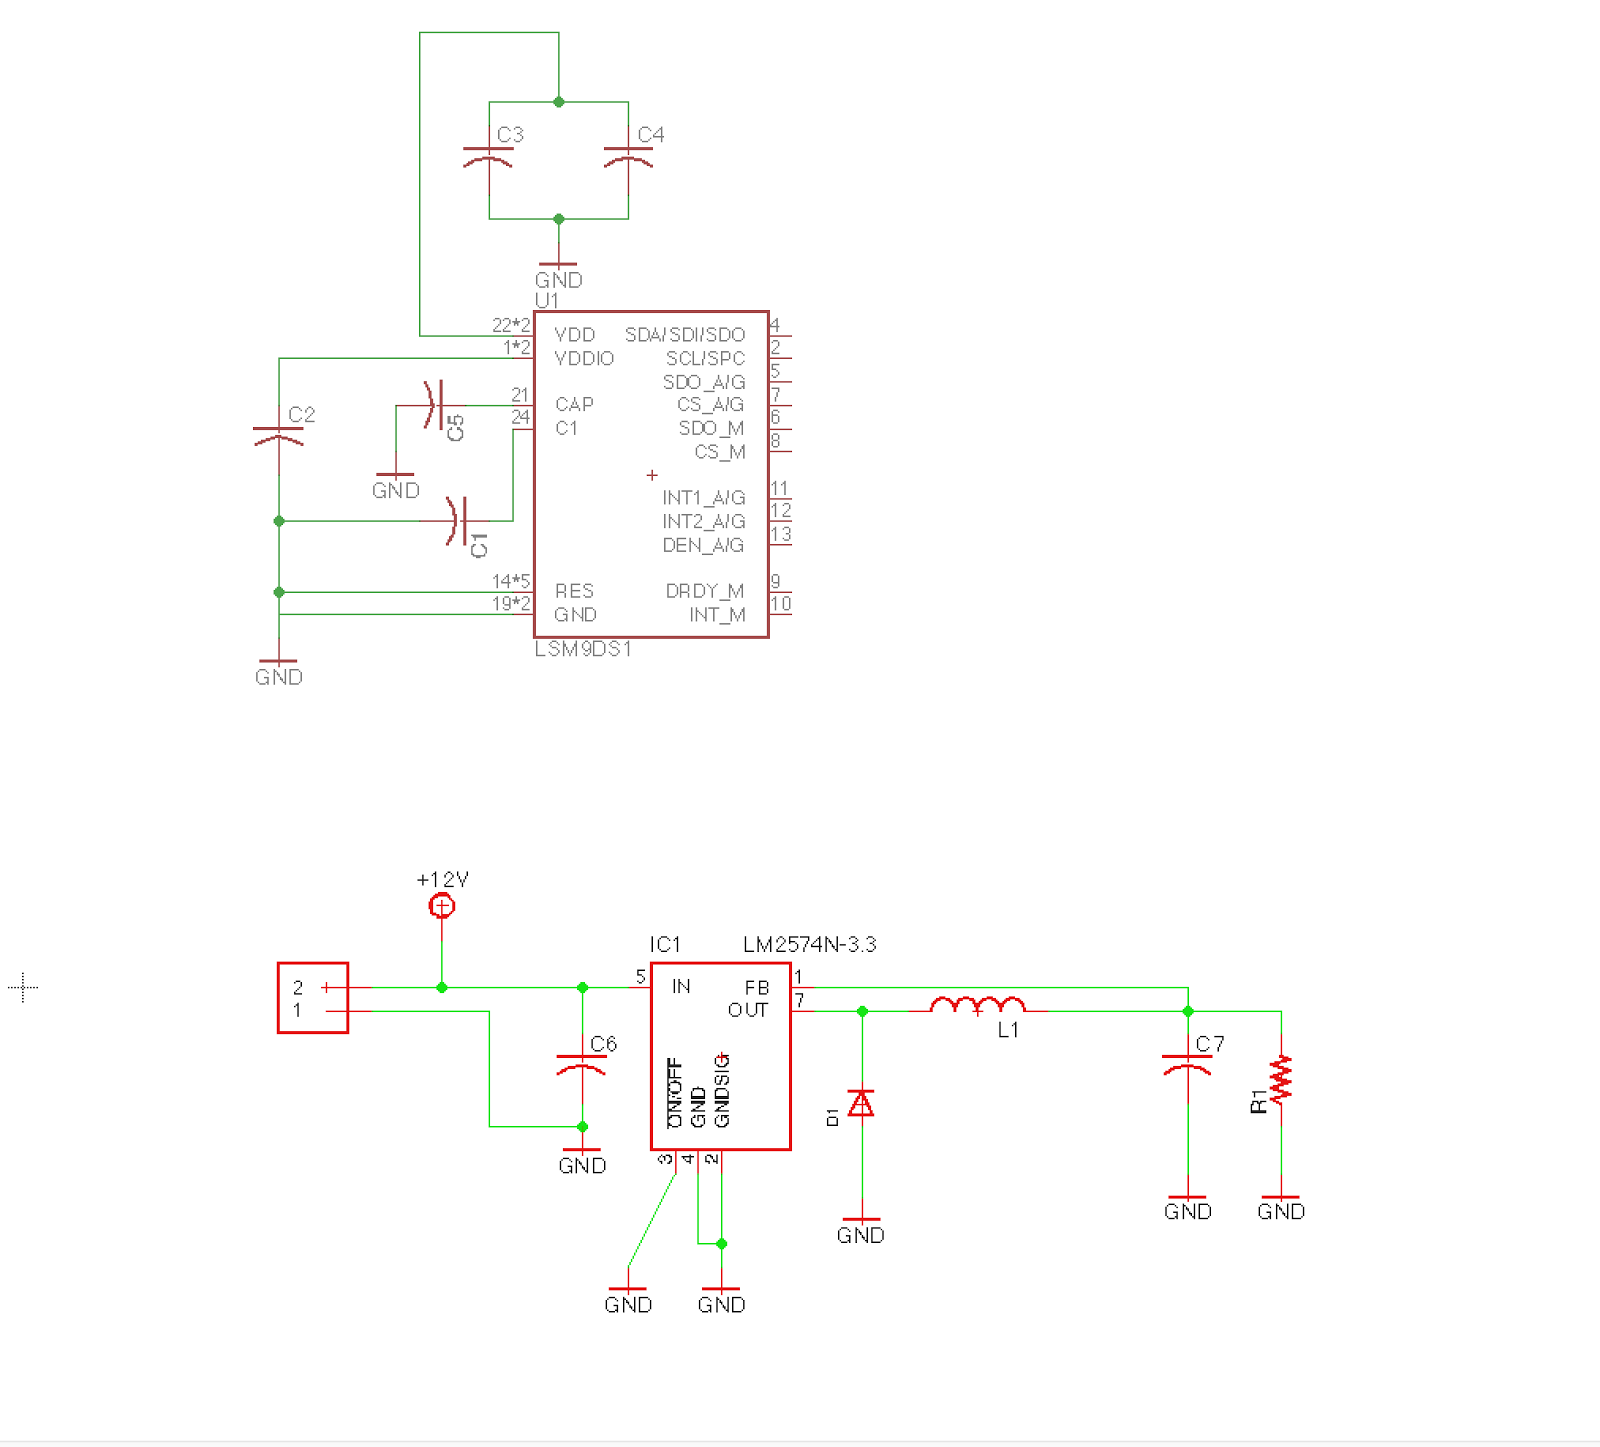 C3
C4
GND
U1
22*2 VDD SDA/SDI/SDO 4
1*2 VDDIO SCL/SPC 2
SDO_A/G 5
21 CAP CS_A/G 7
24 C1 SDO_M 6
CS_M 8
C2
C5
GND
INT1_A/G 11
INT2_A/G 12
DEN_A/G 13
C1
14*5 RES DRDY_M 9
19*2 GND INT_M 10
LSM9DS1
GND
+12V
IC1 LM2574N-3.3
2
1
5 IN FB 1
OUT 7
L1
C6
C7
ON/OFF
GND
GNDSIG
3
4
2
D1
R1
GND
GND
GND
GND
GND
GND